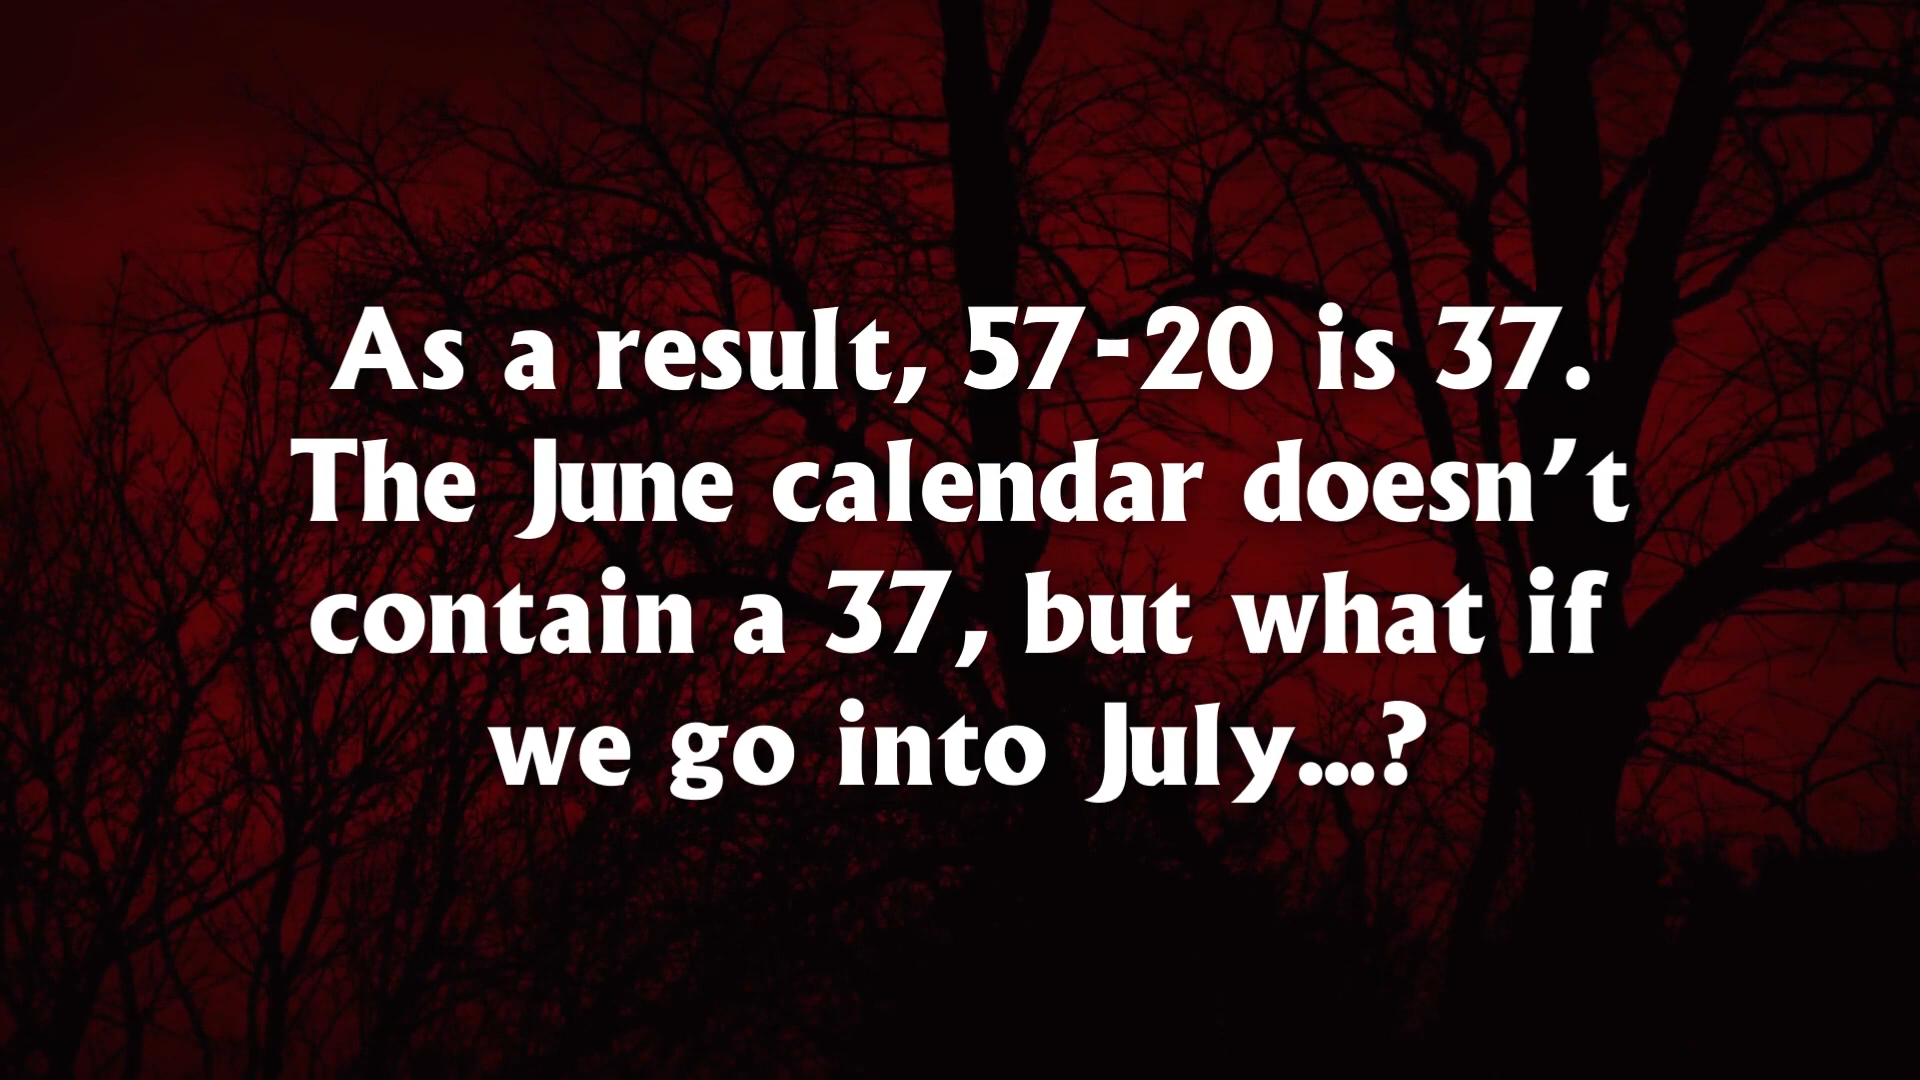 As a result, 57-20 is 37.
The June calendar doesn't
contain a 37, but what if
we go into July...?